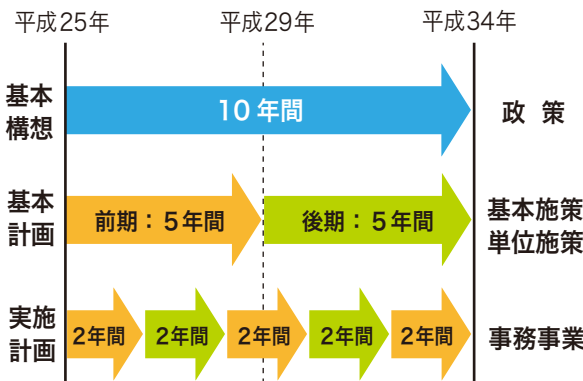 平成25年 平成29年 平成34年
基本
構想
10年間
政 策
基本
計画
前期：5年間
後期：5年間
基本施策
単位施策
実施
計画
2年間 2年間 2年間 2年間 2年間
事務事業